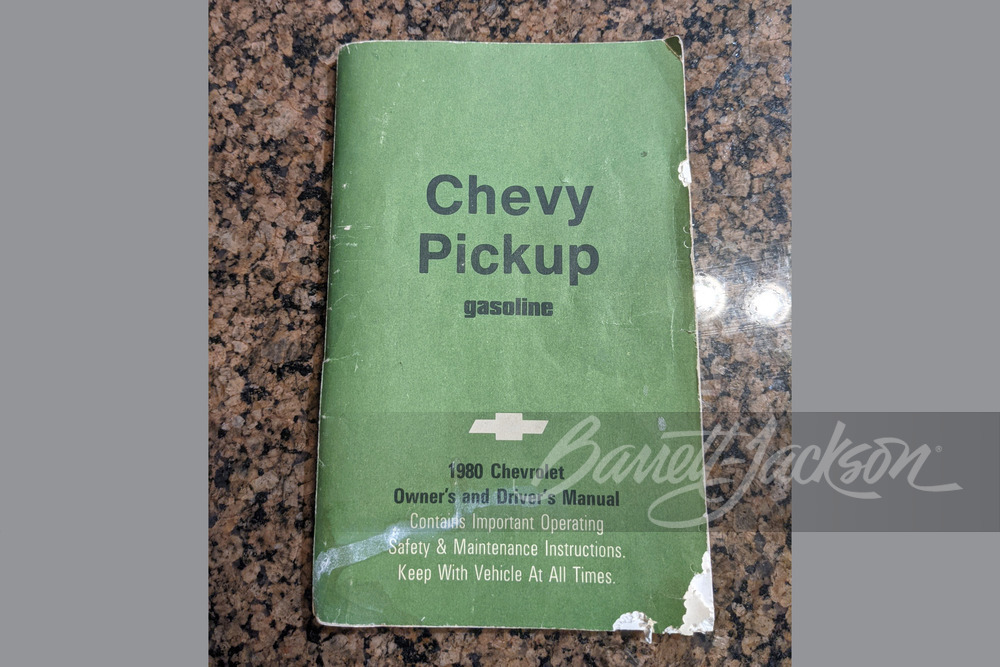 Chevy
Pickup
gasoline
1980 Chevrolet
Owner's and Driver's Manual
Contains Important Operating
Safety & Maintenance Instructions.
Keep With Vehicle At All Times.
Barrett-Jackson®